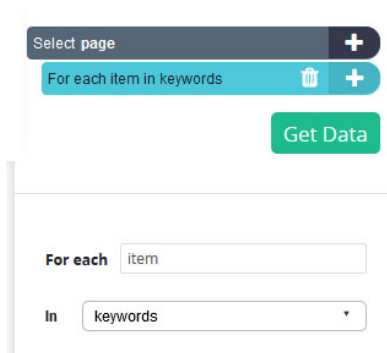 Select page
For each item in keywords
Get Data
For each item
In keywords